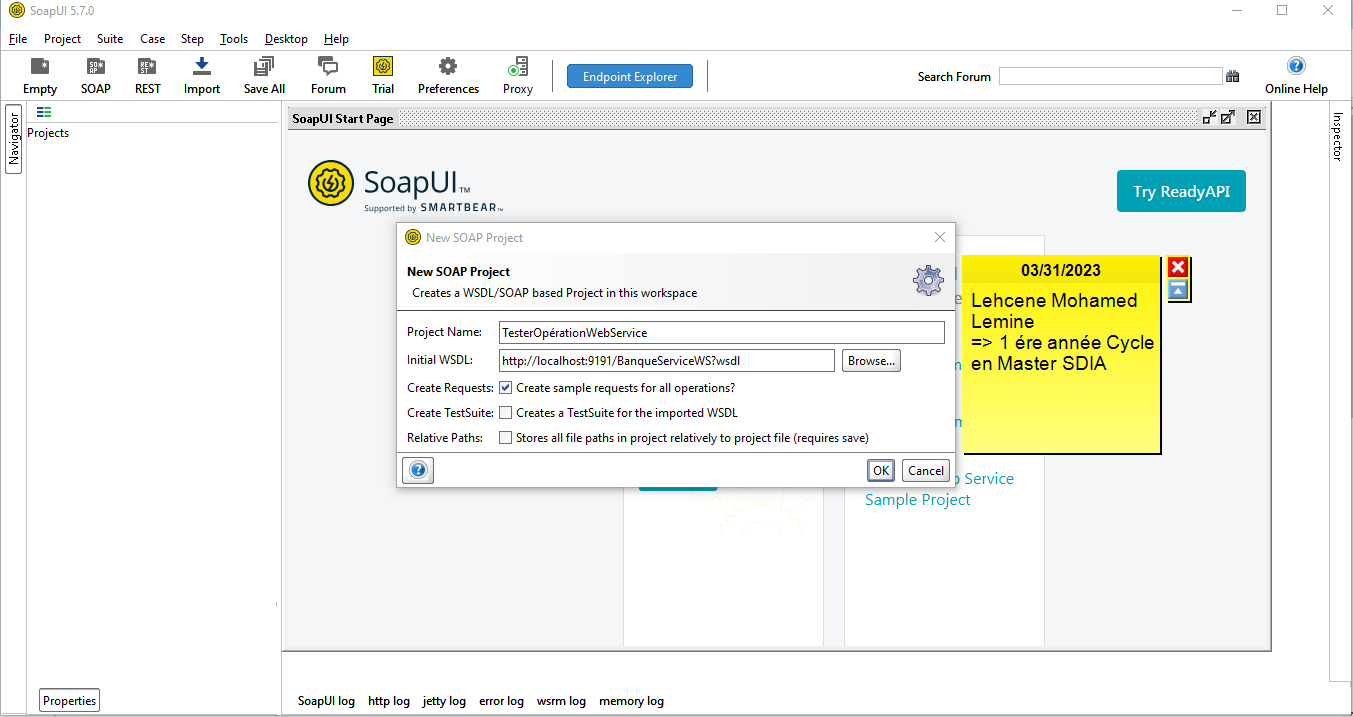 SoapUI 5.7.0
File Project Suite Case Step Tools Desktop Help
Empty SOAP REST Import Save All Forum Trial Preferences Proxy Endpoint Explorer Search Forum Online Help
Navigator
Projects
SoapUI Start Page
Inspector
SoapUI™
Supported by SMARTBEAR™
Try ReadyAPI
New SOAP Project
New SOAP Project
Creates a WSDL/SOAP based Project in this workspace
Project Name: TesterOpérationWebService
Initial WSDL: http://localhost:9191/BanqueServiceWS?wsdl Browse...
Create Requests: Create sample requests for all operations?
Create TestSuite: Creates a TestSuite for the imported WSDL
Relative Paths: Stores all file paths in project relatively to project file (requires save)
OK Cancel
03/31/2023
Lehcene Mohamed
Lemine
=> 1 ére année Cycle
en Master SDIA
Service
Sample Project
Properties
SoapUI log http log jetty log error log wsrm log memory log